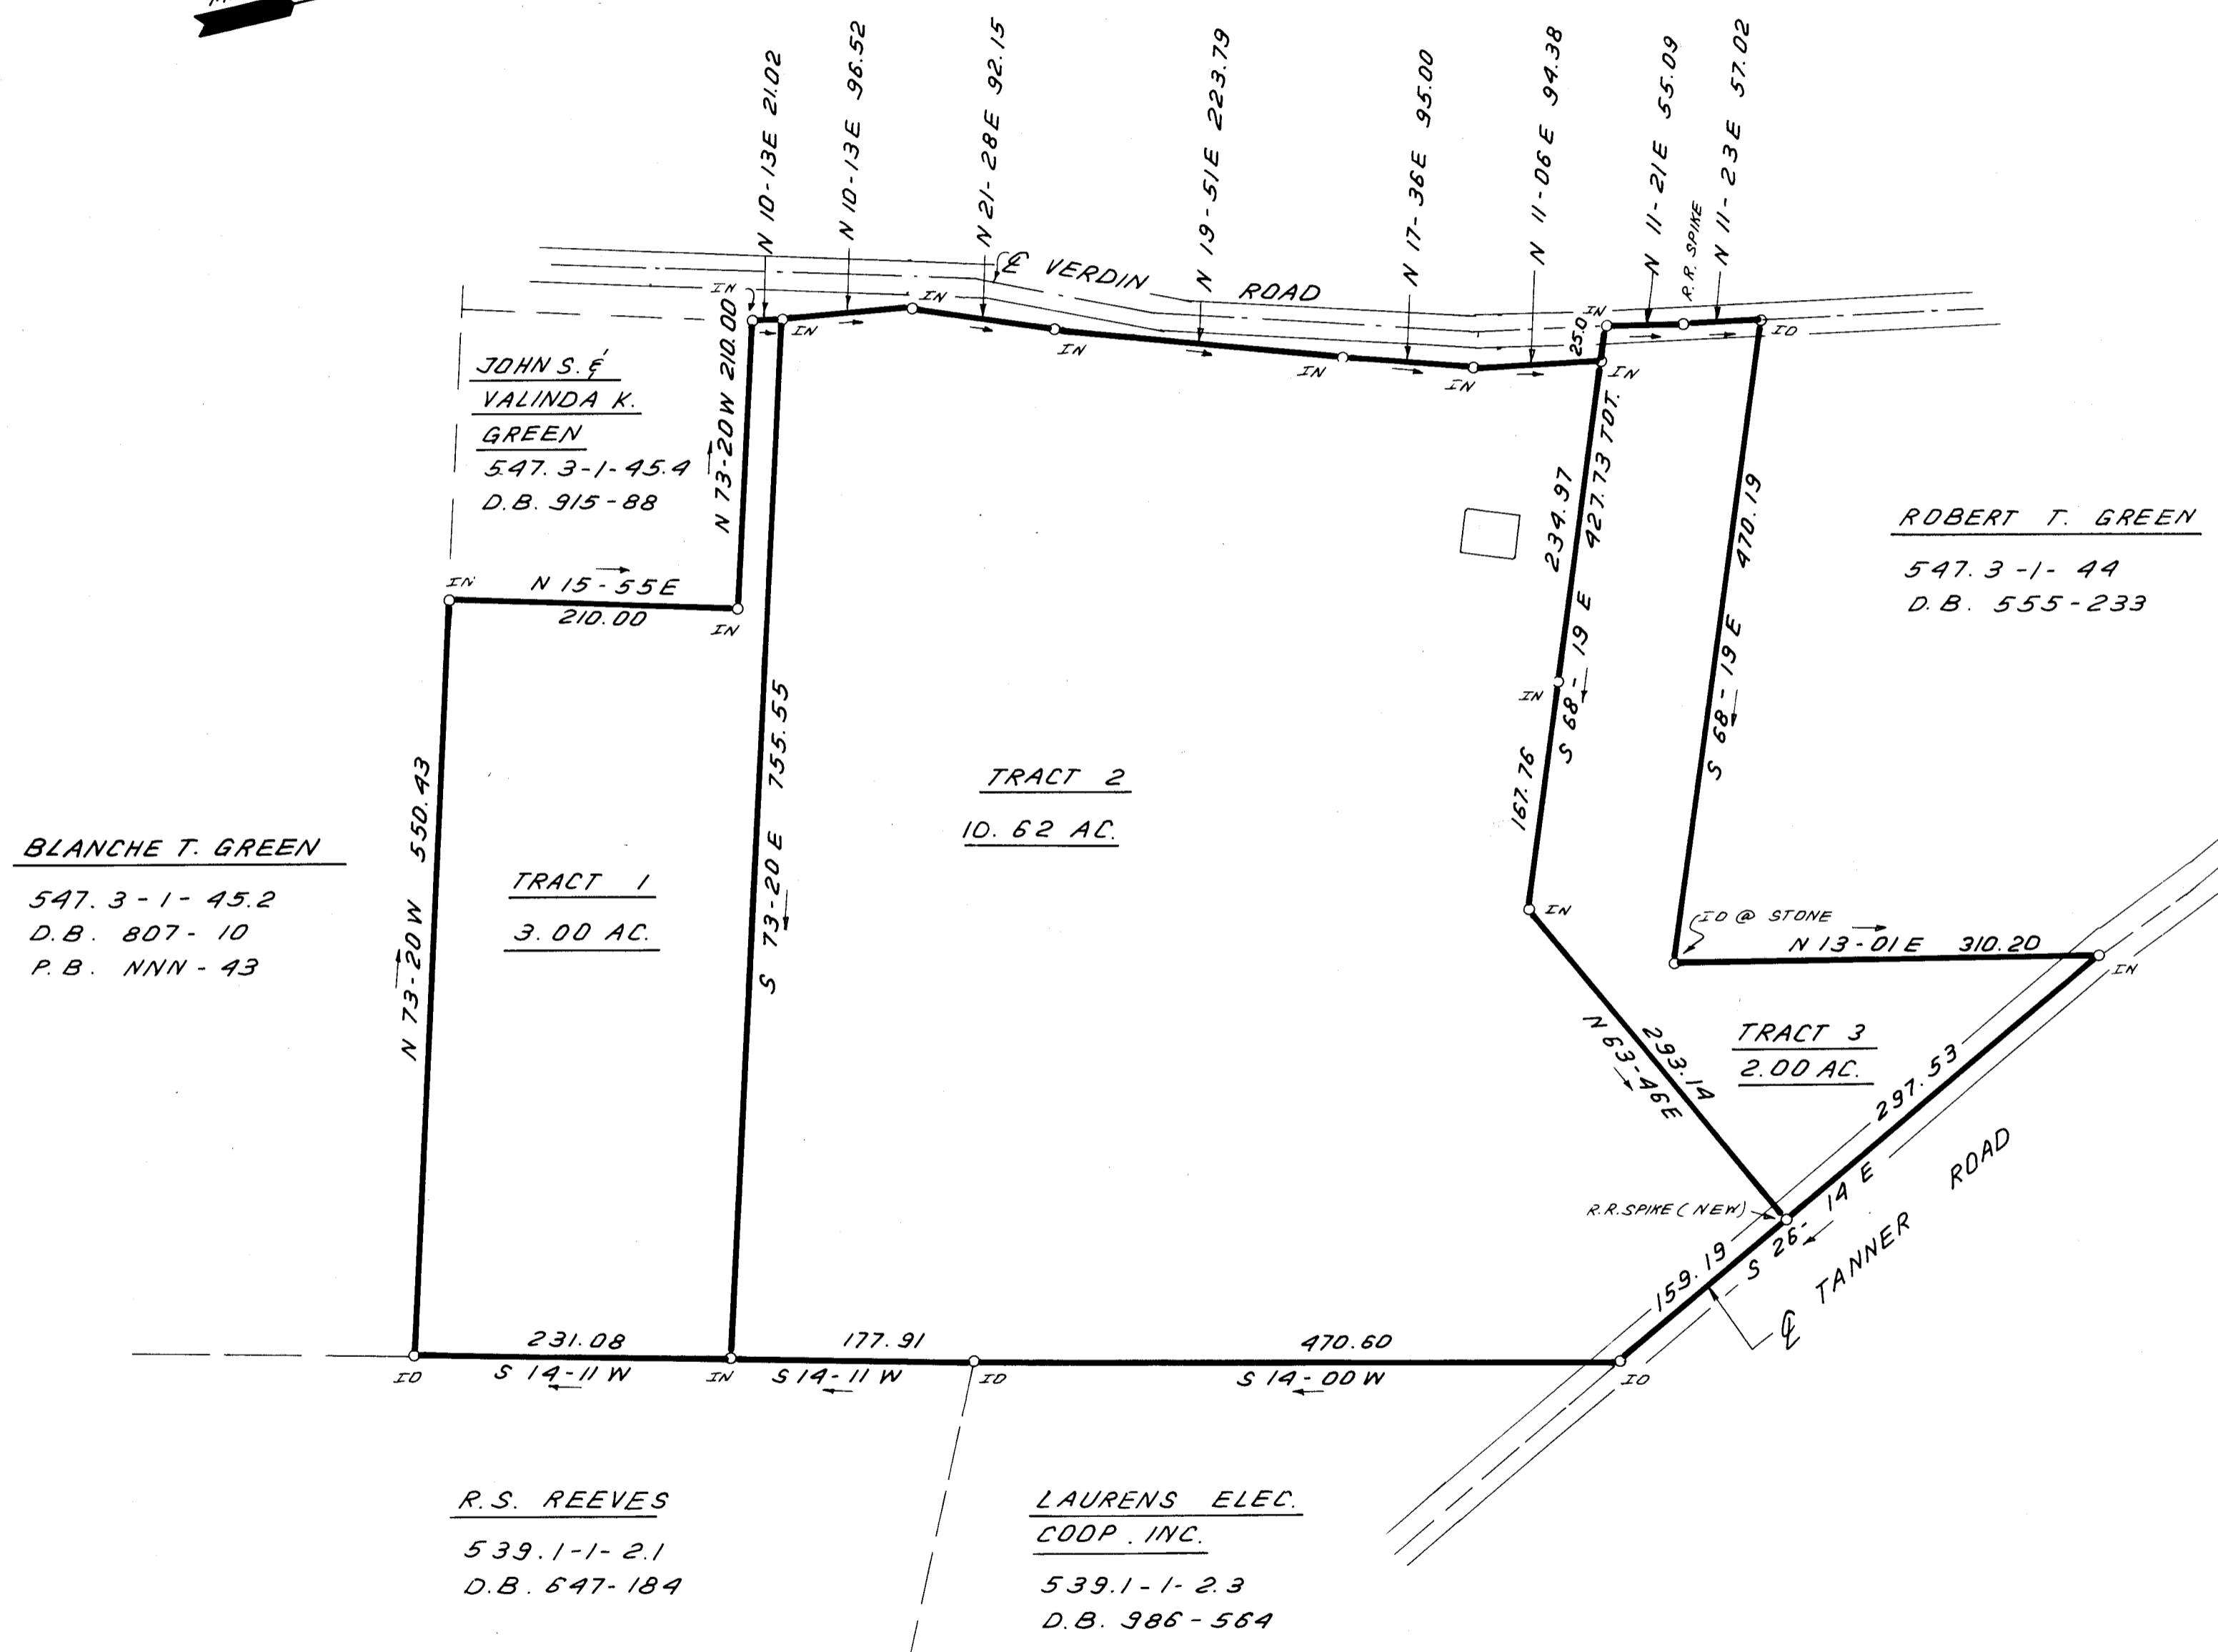 N 10-13E 21.02
N 10-13E 96.52
N 21-28E 92.15
N 19-51E 223.79
N 17-36E 95.00
N 11-06E 94.38
N 11-21E 55.09
R.R. SPIKE
N 11-23E 57.02
℄ VERDIN ROAD
IN
IN
IN
IN
IN
IN
IN
IN
IO
25.0
JOHN S. &
VALINDA K.
GREEN
547.3-1-45.4
D.B. 915-88
N 73-20W 210.00
IN
N 15-55E
210.00
IN
234.97
S 68-19 E 427.73 TOT.
IN
167.76
IN
S 68-19E 470.19
ROBERT T. GREEN
547.3-1-44
D.B. 555-233
BLANCHE T. GREEN
547.3-1-45.2
D.B. 807-10
P.B. NNN-43
N 73-20W 550.43
TRACT 1
3.00 AC.
S 73-20E 755.55
TRACT 2
10.62 AC.
IO @ STONE
N 13-01E 310.20
IN
TRACT 3
2.00 AC.
293.14
N 63-46E
297.53
R.R.SPIKE (NEW)
159.19
S 26-14E
℄ TANNER ROAD
231.08
S 14-11 W
177.91
S 14-11 W
470.60
S 14-00 W
IO
IN
IO
IO
R.S. REEVES
539.1-1-2.1
D.B. 647-184
LAURENS ELEC.
COOP. INC.
539.1-1-2.3
D.B. 986-564